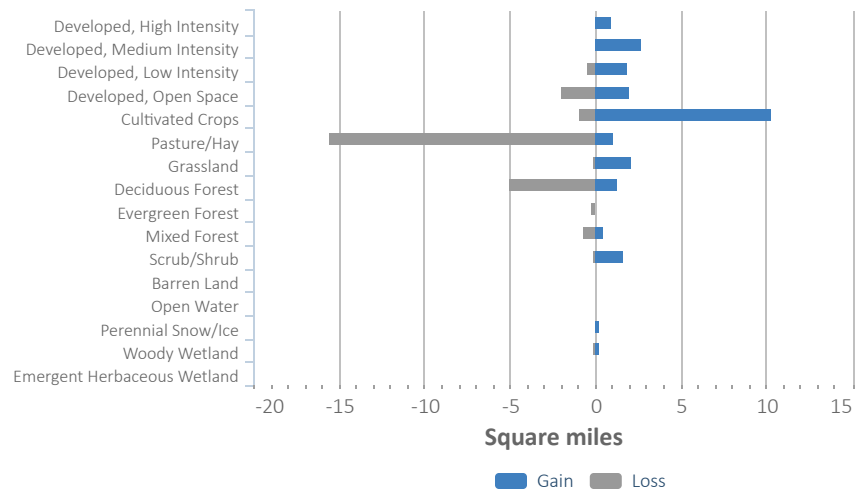 Developed, High Intensity
Developed, Medium Intensity
Developed, Low Intensity
Developed, Open Space
Cultivated Crops
Pasture/Hay
Grassland
Deciduous Forest
Evergreen Forest
Mixed Forest
Scrub/Shrub
Barren Land
Open Water
Perennial Snow/Ice
Woody Wetland
Emergent Herbaceous Wetland
-20 -15 -10 -5 0 5 10 15
Square miles
Gain Loss